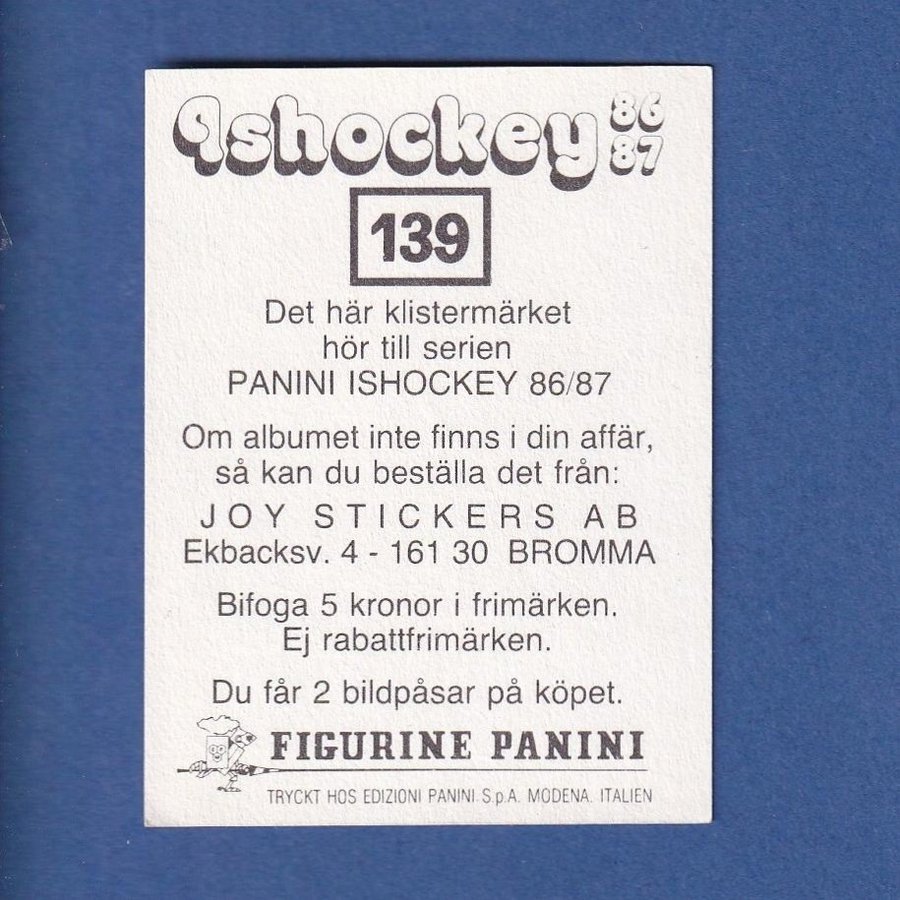 Ishockey 86
87
139
Det här klistermärket
hör till serien
PANINI ISHOCKEY 86/87
Om albumet inte finns i din affär,
så kan du beställa det från:
JOY STICKERS AB
Ekbacksv. 4 - 161 30 BROMMA
Bifoga 5 kronor i frimärken.
Ej rabattfrimärken.
Du får 2 bildpåsar på köpet.
FIGURINE PANINI
TRYCKT HOS EDIZIONI PANINI S.p.A. MODENA. ITALIEN